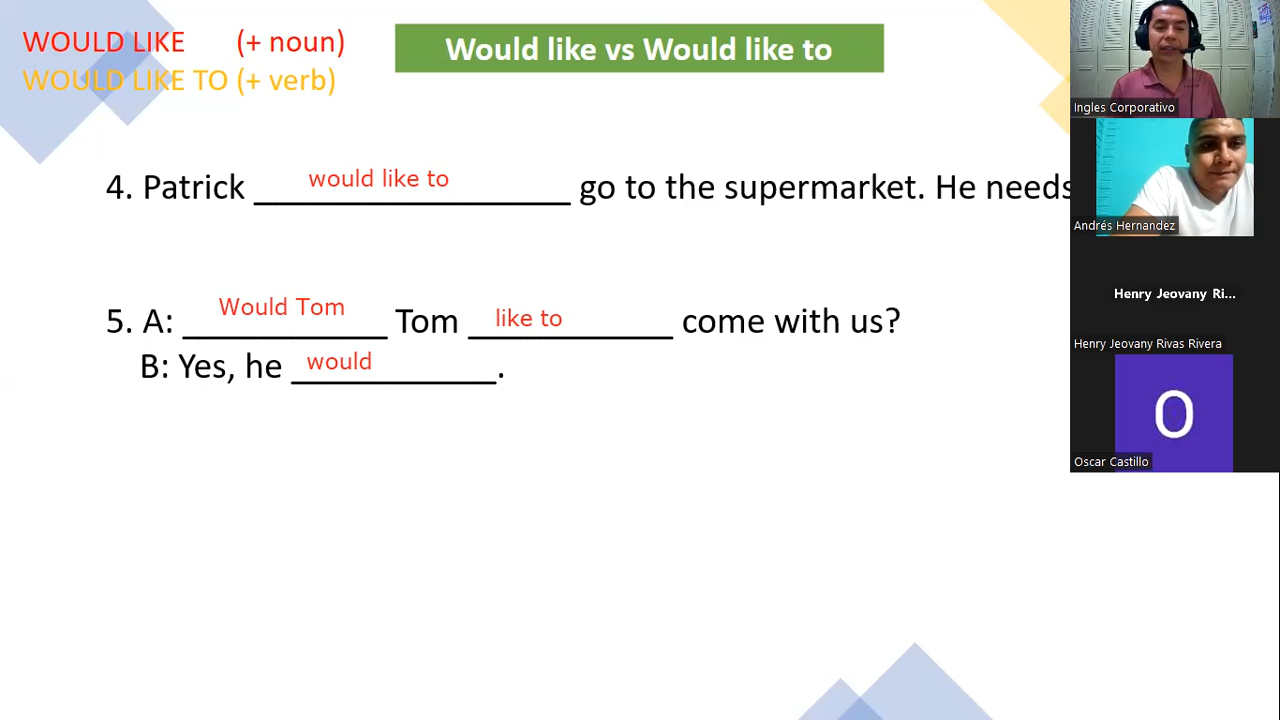 WOULD LIKE (+ noun)
WOULD LIKE TO (+ verb)
Would like vs Would like to
4. Patrick would like to go to the supermarket. He needs
5. A: Would Tom Tom like to come with us?
B: Yes, he would.
Ingles Corporativo
Andrés Hernandez
Henry Jeovany Ri...
Henry Jeovany Rivas Rivera
O
Oscar Castillo